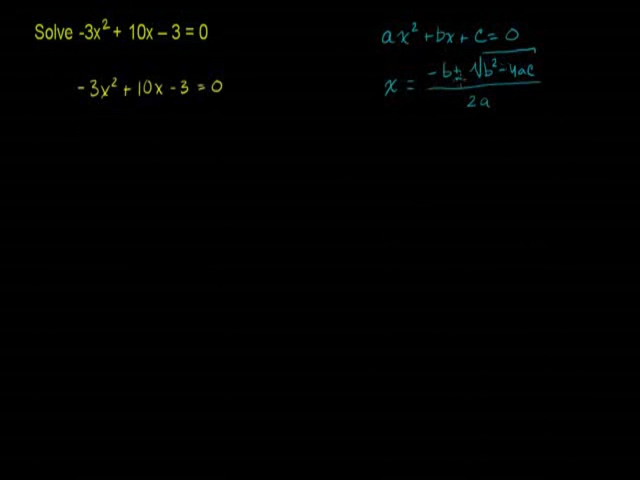 Solve -3x² + 10x – 3 = 0
-3x² + 10x - 3 = 0
ax² + bx + c = 0
x = (-b ± √(b² - 4ac)) / 2a